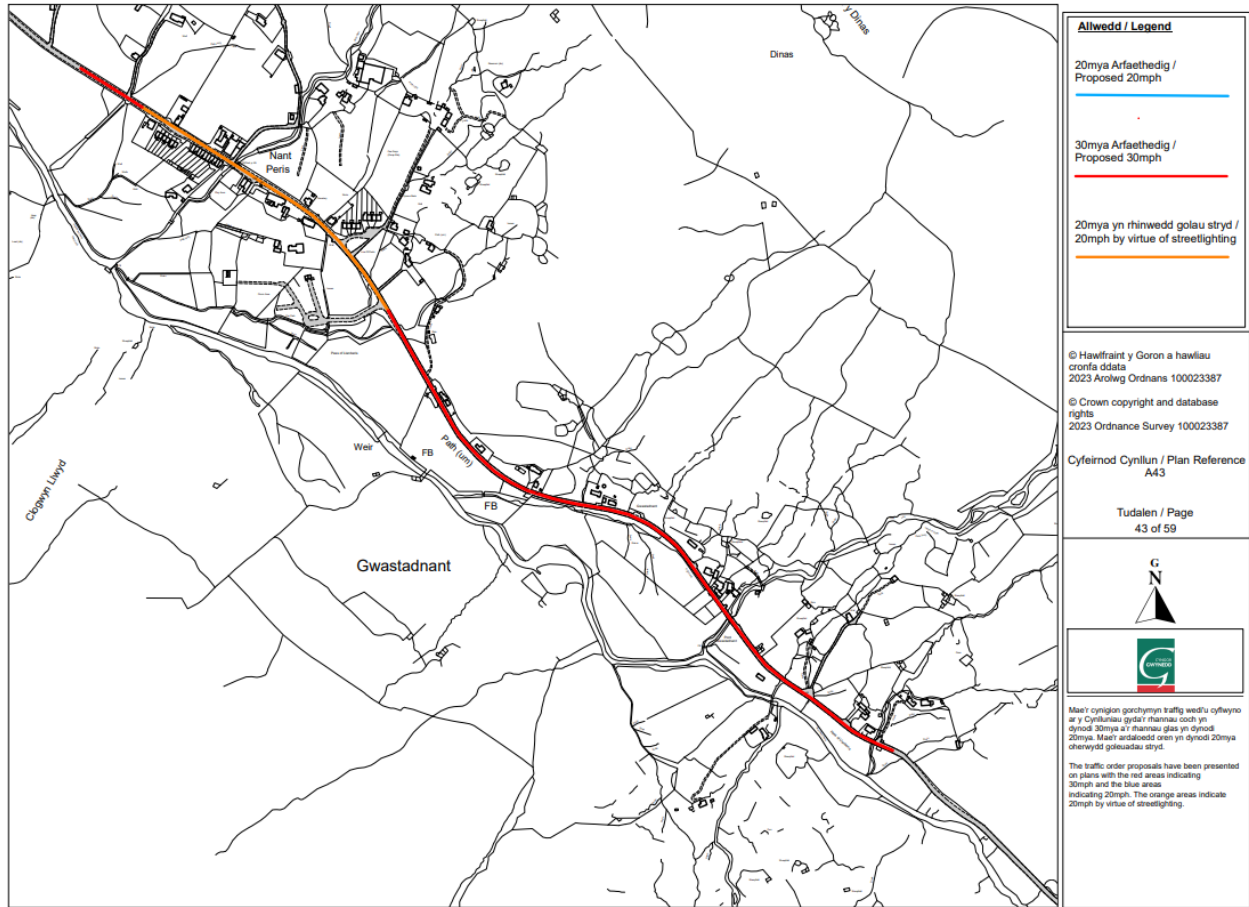 y Dinas
Dinas
4
Nant
Peris
Weir
FB
Path (um)
FB
Clogwyn Llwyd
Gwastadnant
Allwedd / Legend
20mya Arfaethedig /
Proposed 20mph
30mya Arfaethedig /
Proposed 30mph
20mya yn rhinwedd golau stryd /
20mph by virtue of streetlighting
© Hawlfraint y Goron a hawliau
cronfa ddata
2023 Arolwg Ordnans 100023387
© Crown copyright and database
rights
2023 Ordnance Survey 100023387
Cyfeirnod Cynllun / Plan Reference
A43
Tudalen / Page
43 of 59
G
N
GWYNEDD
Mae'r cynigion gorchymyn traffig wedi'u cyflwyno
ar y Cynlluniau gyda'r rhannau coch yn
dynodi 30mya a'r rhannau glas yn dynodi
20mya. Mae'r ardaloedd oren yn dynodi 20mya
oherwydd goleuadau stryd.
The traffic order proposals have been presented
on plans with the red areas indicating
30mph and the blue areas
indicating 20mph. The orange areas indicate
20mph by virtue of streetlighting.